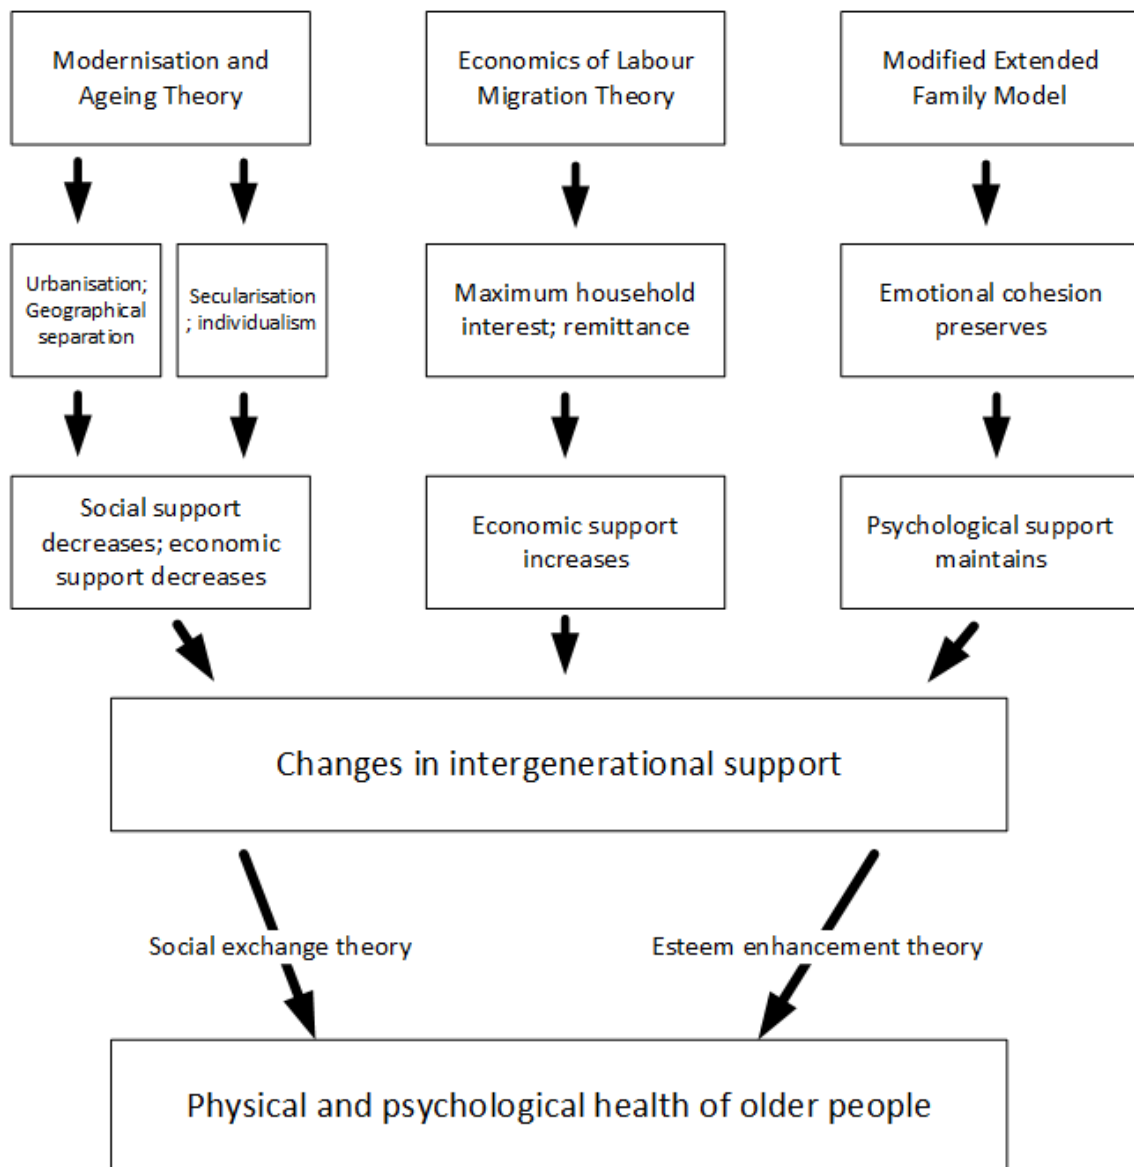 Modernisation and
Ageing Theory
Economics of Labour
Migration Theory
Modified Extended
Family Model
Urbanisation;
Geographical
separation
Secularisation
; individualism
Maximum household
interest; remittance
Emotional cohesion
preserves
Social support
decreases; economic
support decreases
Economic support
increases
Psychological support
maintains
Changes in intergenerational support
Social exchange theory
Esteem enhancement theory
Physical and psychological health of older people